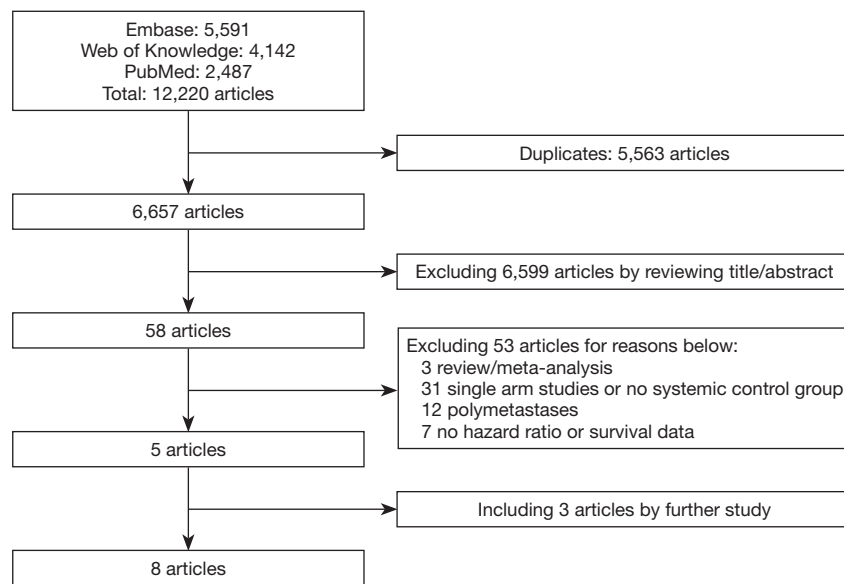 Embase: 5,591
Web of Knowledge: 4,142
PubMed: 2,487
Total: 12,220 articles
Duplicates: 5,563 articles
6,657 articles
Excluding 6,599 articles by reviewing title/abstract
58 articles
Excluding 53 articles for reasons below:
3 review/meta-analysis
31 single arm studies or no systemic control group
12 polymetastases
7 no hazard ratio or survival data
5 articles
Including 3 articles by further study
8 articles